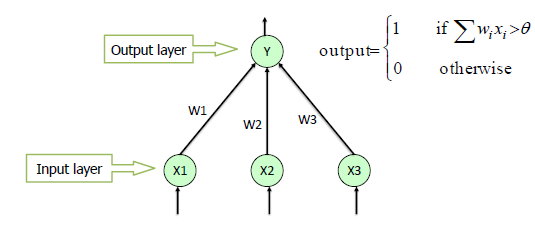 Output layer
Y
output= { 1 if ∑ wᵢxᵢ>θ
0 otherwise
W1
W2
W3
Input layer
X1
X2
X3